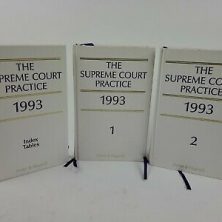 THE
SUPREME COURT
PRACTICE
1993
Index
Tables
THE
SUPREME COURT
PRACTICE
1993
1
THE
SUPREME COURT
PRACTICE
1993
2